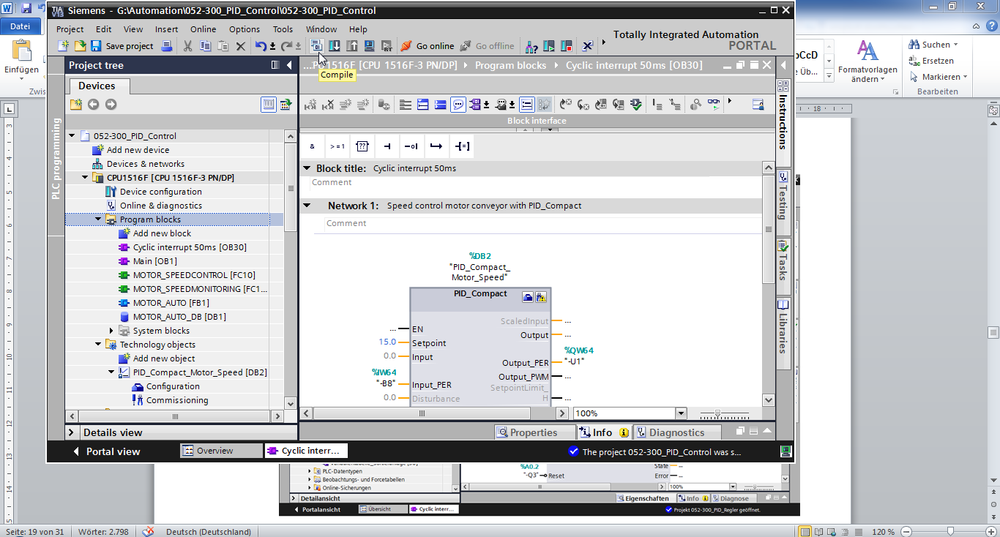 Siemens - G:\Automation\052-300_PID_Control\052-300_PID_Control
TIA
V13
Project Edit View Insert Online Options Tools Window Help
Save project
Go online
Go offline
Totally Integrated Automation
PORTAL
Compile
Project tree
...PU1516F [CPU 1516F-3 PN/DP] Program blocks Cyclic interrupt 50ms [OB30]
Devices
PLC programming
052-300_PID_Control
Add new device
Devices & networks
CPU1516F [CPU 1516F-3 PN/DP]
Device configuration
Online & diagnostics
Program blocks
Add new block
Cyclic interrupt 50ms [OB30]
Main [OB1]
MOTOR_SPEEDCONTROL [FC10]
MOTOR_SPEEDMONITORING [FC1...
MOTOR_AUTO [FB1]
MOTOR_AUTO_DB [DB1]
System blocks
Technology objects
Add new object
PID_Compact_Motor_Speed [DB2]
Configuration
Commissioning
Details view
Block interface
& >=1 ??
Block title: Cyclic interrupt 50ms
Comment
Network 1: Speed control motor conveyor with PID_Compact
Comment
%DB2
"PID_Compact_
Motor_Speed"
PID_Compact
... EN
15.0 Setpoint
0.0 Input
%IW64
"-B8" Input_PER
0.0 Disturbance
ScaledInput ...
Output ...
%QW64
Output_PER "-U1"
Output_PWM ...
SetpointLimit_
H ...
100%
Instructions
Testing
Tasks
Libraries
Properties Info Diagnostics
Portal view Overview Cyclic interr... The project 052-300_PID_Control was s...
Datei
Einfügen
Zwis
Formatvorlagen
ändern
Suchen
Ersetzen
Markieren
Bearbeiten
18
PLC-Datentypen
Beobachtungs- und Forcetabellen
Online-Sicherungen
Detailansicht
%A0.2
"-Q3" Reset
State
Error
100%
Eigenschaften Info Diagnose
Portalansicht Übersicht Cyclic interr... Projekt 052-300_PID_Regler geöffnet.
Seite: 19 von 31 Wörter: 2.798 Deutsch (Deutschland) 120 %